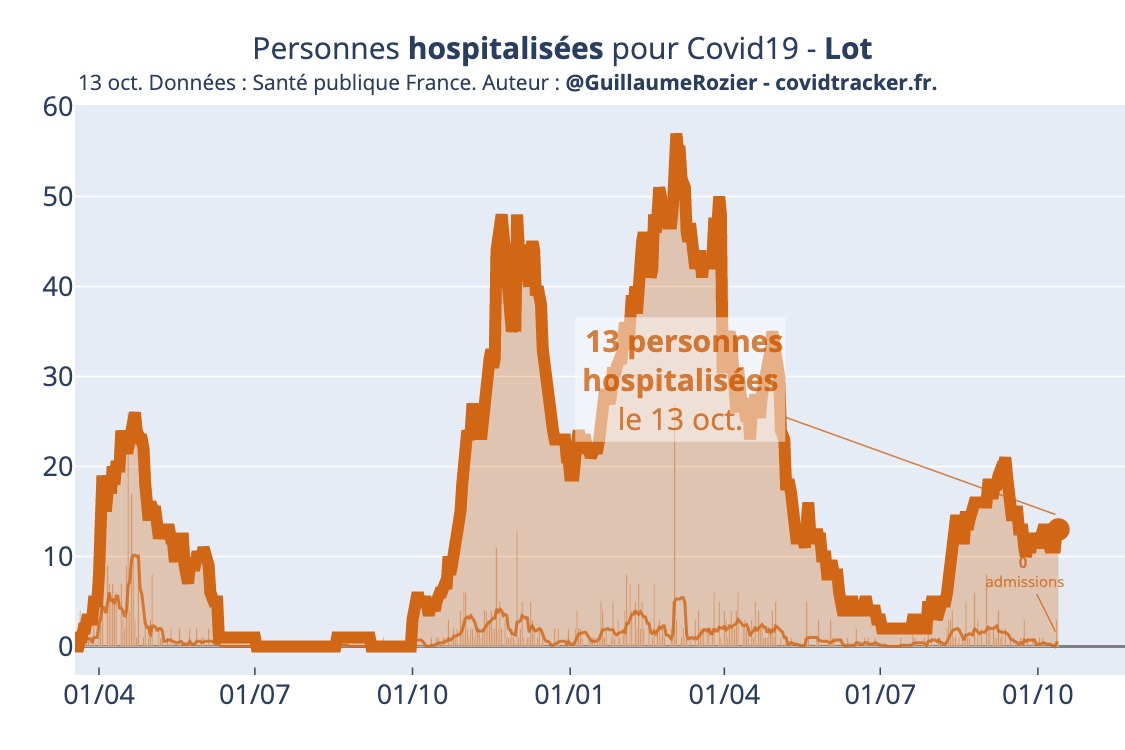 Personnes hospitalisées pour Covid19 - Lot
13 oct. Données : Santé publique France. Auteur : @GuillaumeRozier - covidtracker.fr.
60
50
40
30
20
10
0
13 personnes
hospitalisées
le 13 oct.
0
admissions
01/04
01/07
01/10
01/01
01/04
01/07
01/10